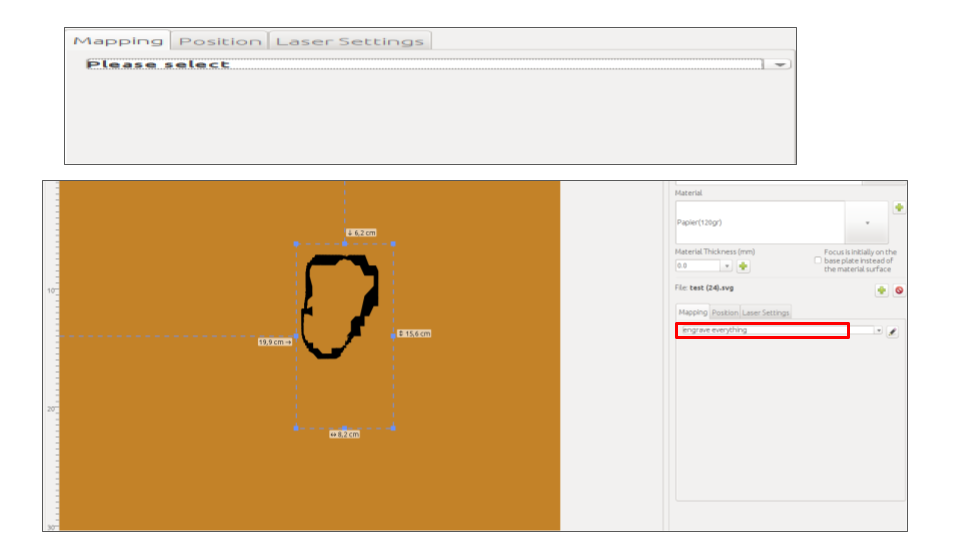 Mapping Position Laser Settings
Please select
Material
Papier(120gr)
Material Thickness (mm)
0.0
Focus is initially on the
base plate instead of
the material surface
File: test (24).svg
Mapping Position Laser Settings
engrave everything
↓ 6,2 cm
10
19,9 cm →
↕ 15,6 cm
20
↔ 8,2 cm
30